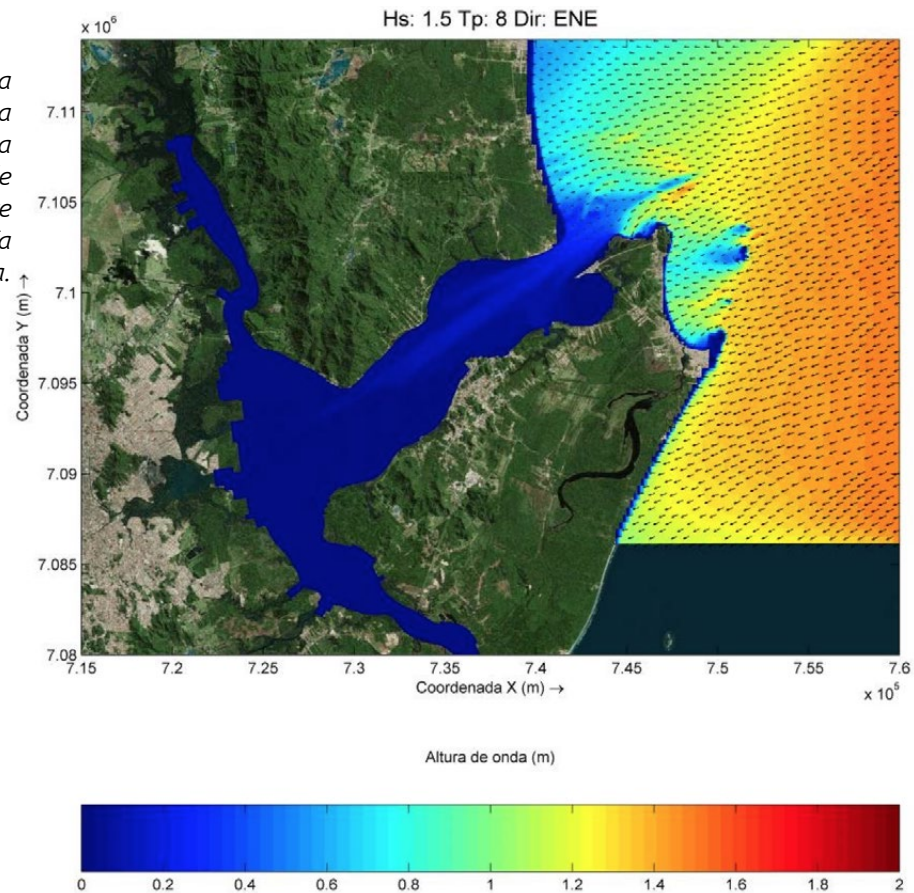 Hs: 1.5 Tp: 8 Dir: ENE
x 10⁶
a
a
a
e
e
a.
7.11
7.105
7.1
7.095
7.09
7.085
7.08
Coordenada Y (m) →
7.15 7.2 7.25 7.3 7.35 7.4 7.45 7.5 7.55 7.6
Coordenada X (m) →
x 10⁵
Altura de onda (m)
0 0.2 0.4 0.6 0.8 1 1.2 1.4 1.6 1.8 2